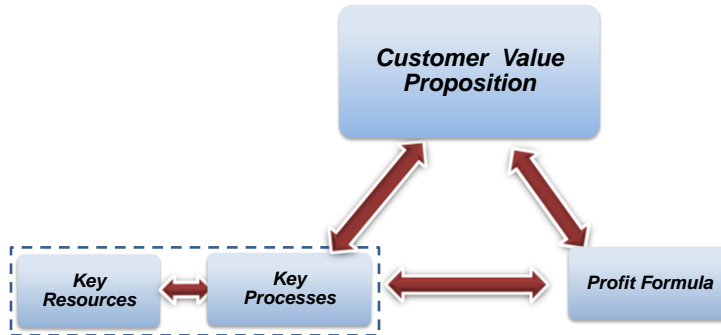 Customer Value
Proposition
Key
Resources
Key
Processes
Profit Formula